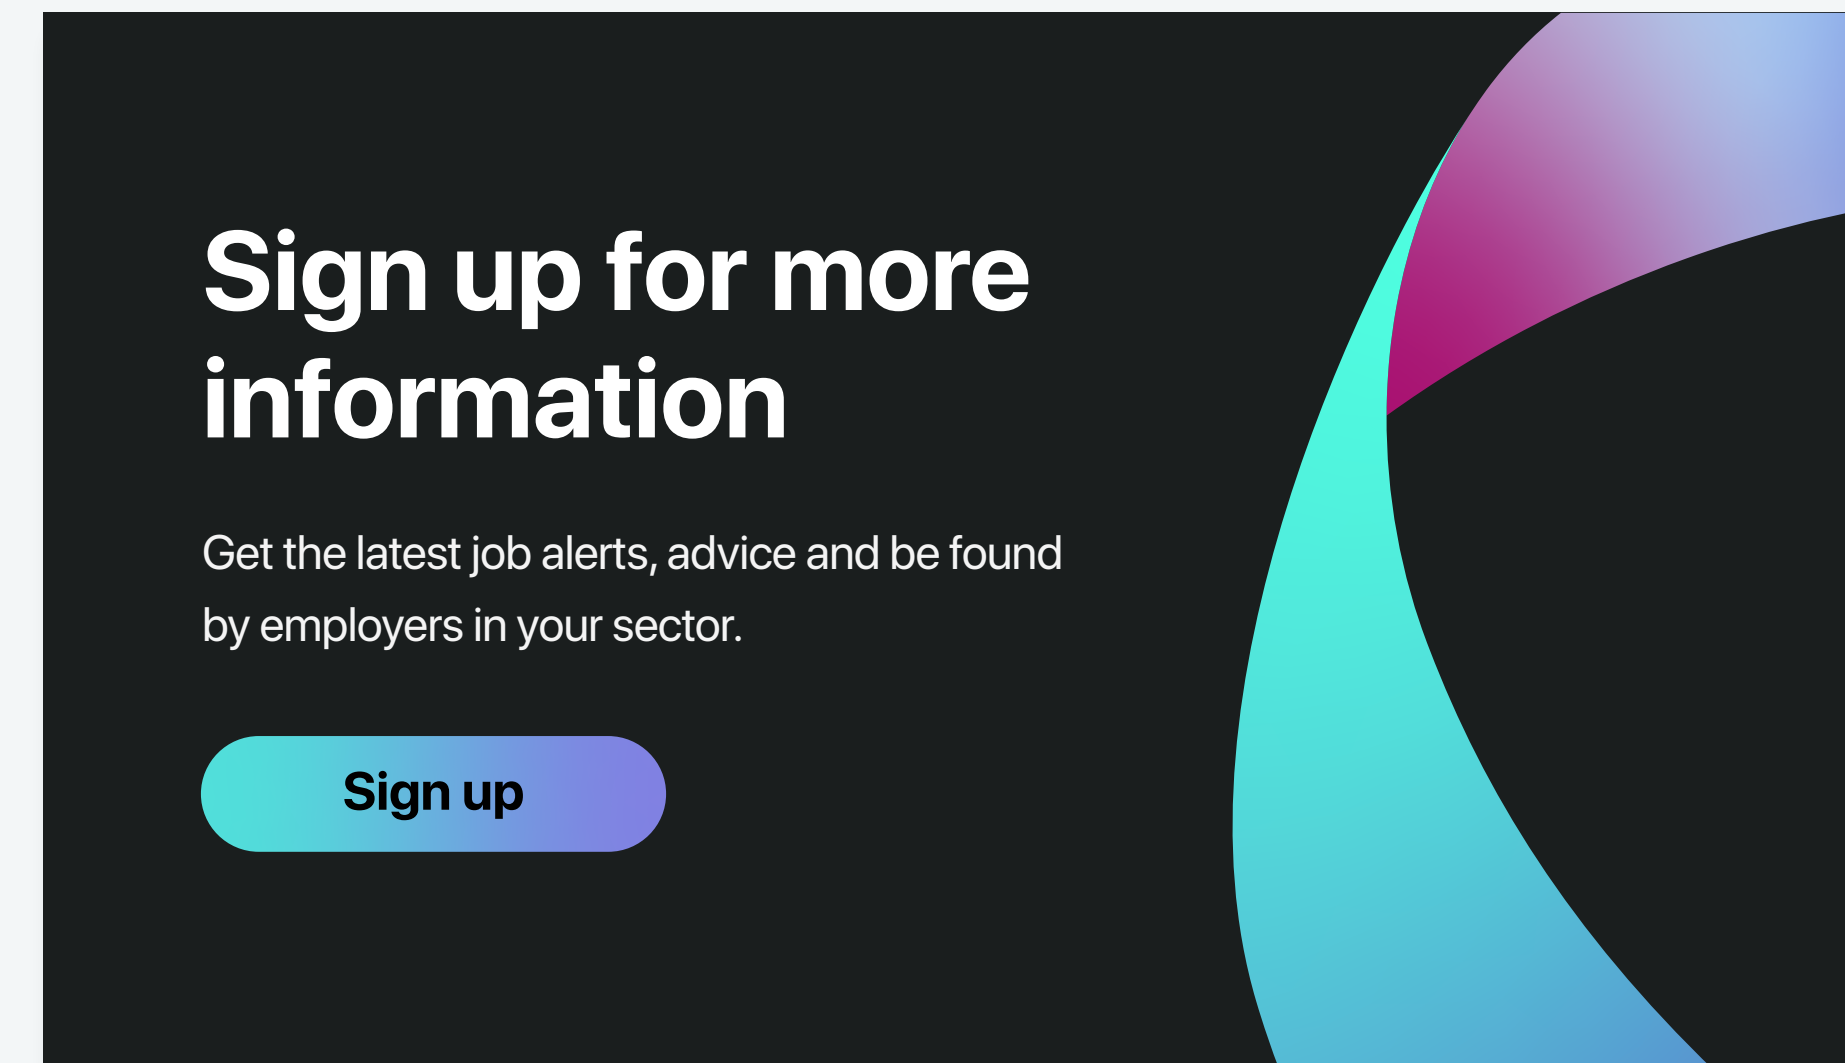 Sign up for more
information
Get the latest job alerts, advice and be found
by employers in your sector.
Sign up